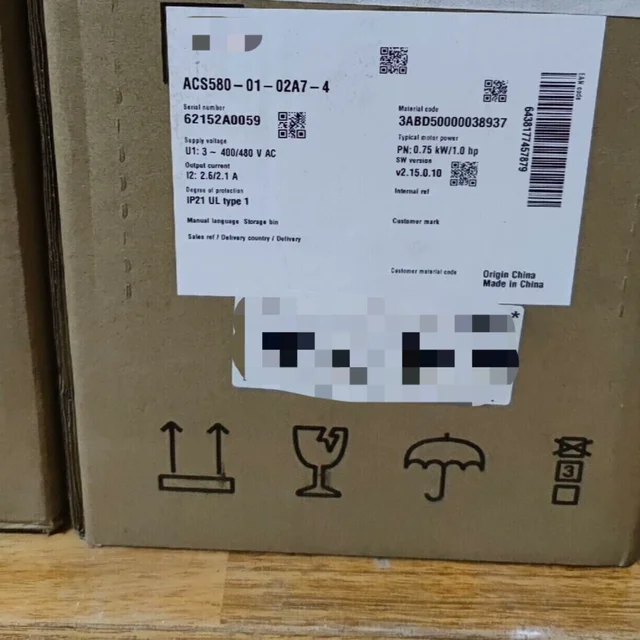 ACS580-01-02A7-4
Serial number
62152A0059
Supply voltage
U1: 3 ~ 400/480 V AC
Output current
I2: 2.6/2.1 A
Degree of protection
IP21 UL type 1
Manual language Storage bin
Sales ref / Delivery country / Delivery
Material code
3ABD50000038937
Typical motor power
PN: 0.75 kW/1.0 hp
SW version
v2.15.0.10
Internal ref
Customer mark
Customer material code
Origin China
Made in China
EAN code
6438177457879
*
3